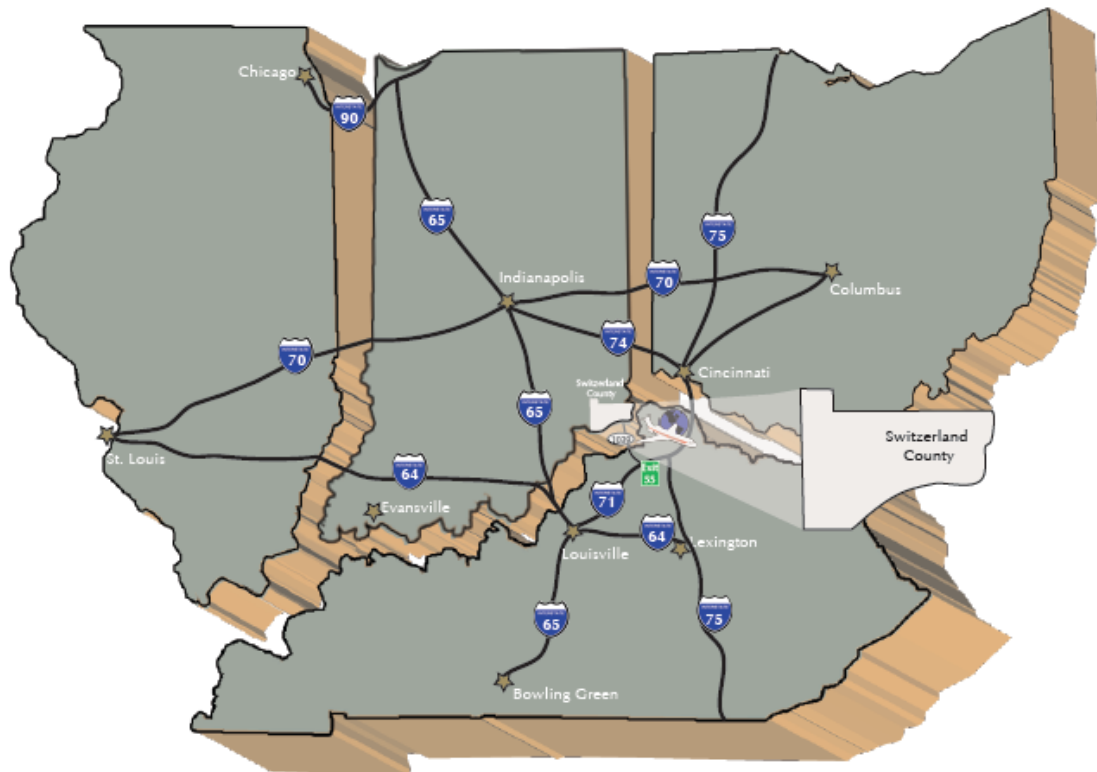 Chicago
90
65
75
Indianapolis
70
Columbus
74
70
Cincinnati
Switzerland
County
65
Switzerland
County
St. Louis
64
Exit
55
71
Evansville
Louisville
64
Lexington
65
75
Bowling Green